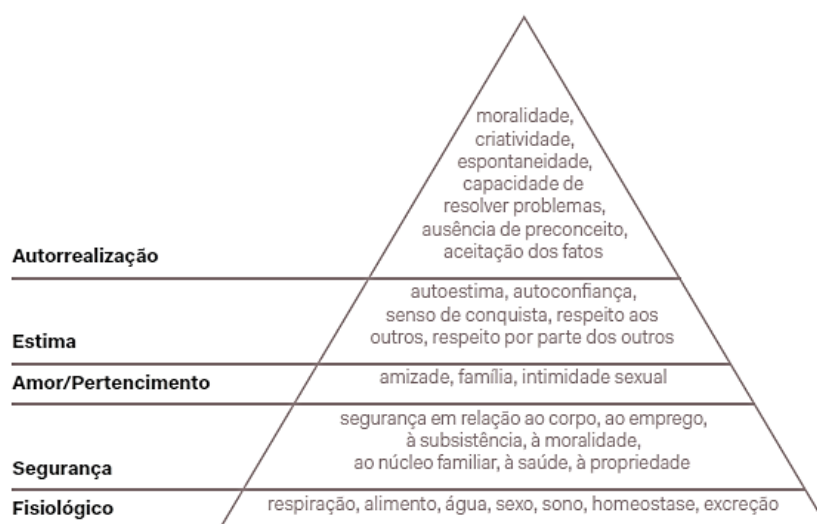 moralidade,
criatividade,
espontaneidade,
capacidade de
resolver problemas,
ausência de preconceito,
aceitação dos fatos
Autorrealização
autoestima, autoconfiança,
senso de conquista, respeito aos
outros, respeito por parte dos outros
Estima
amizade, família, intimidade sexual
Amor/Pertencimento
segurança em relação ao corpo, ao emprego,
à subsistência, à moralidade,
ao núcleo familiar, à saúde, à propriedade
Segurança
respiração, alimento, água, sexo, sono, homeostase, excreção
Fisiológico